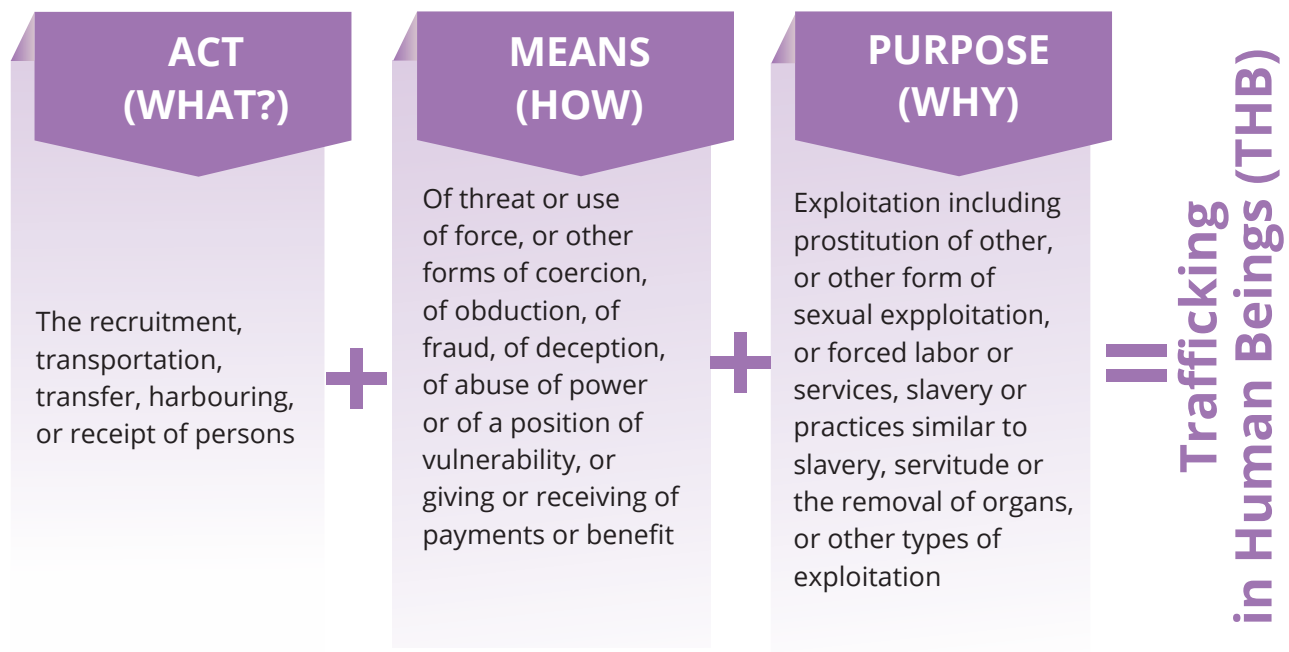 ACT
(WHAT?)
The recruitment,
transportation,
transfer, harbouring,
or receipt of persons
+
MEANS
(HOW)
Of threat or use
of force, or other
forms of coercion,
of obduction, of
fraud, of deception,
of abuse of power
or of a position of
vulnerability, or
giving or receiving of
payments or benefit
+
PURPOSE
(WHY)
Exploitation including
prostitution of other,
or other form of
sexual expploitation,
or forced labor or
services, slavery or
practices similar to
slavery, servitude or
the removal of organs,
or other types of
exploitation
=
Trafficking
in Human Beings (THB)